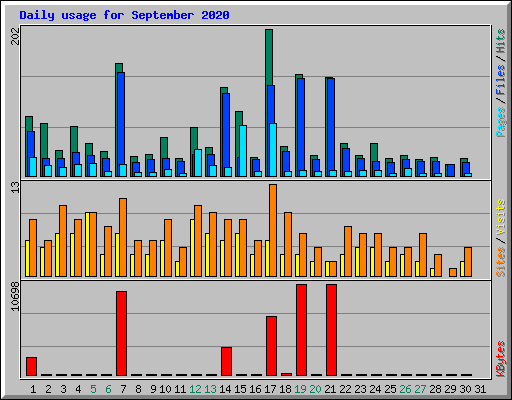 Daily usage for September 2020
202
Pages / Files / Hits
13
Sites / Visits
10698
KBytes
1 2 3 4 5 6 7 8 9 10 11 12 13 14 15 16 17 18 19 20 21 22 23 24 25 26 27 28 29 30 31